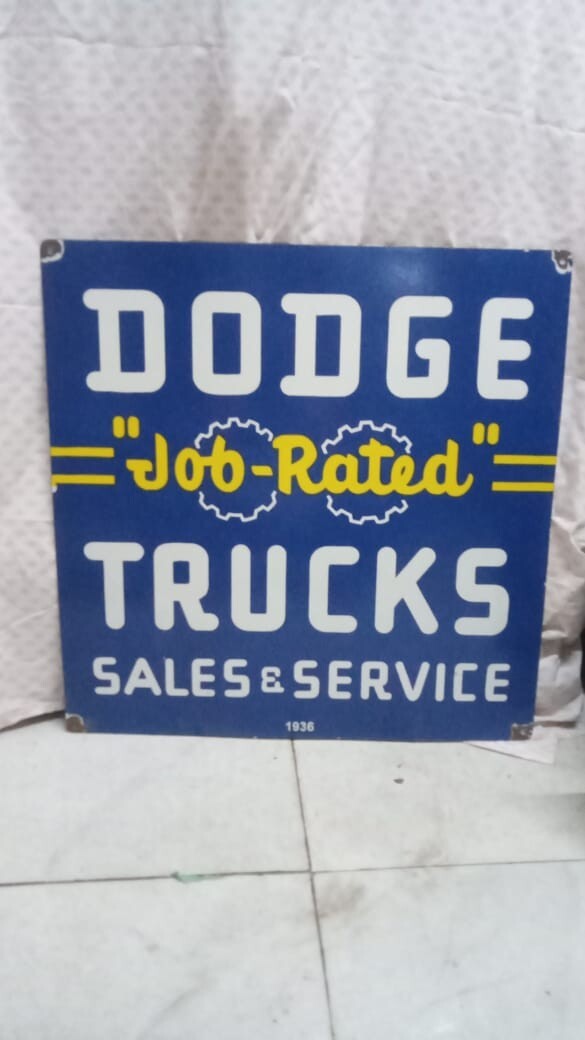 DODGE
"Job-Rated"
TRUCKS
SALES & SERVICE
1936